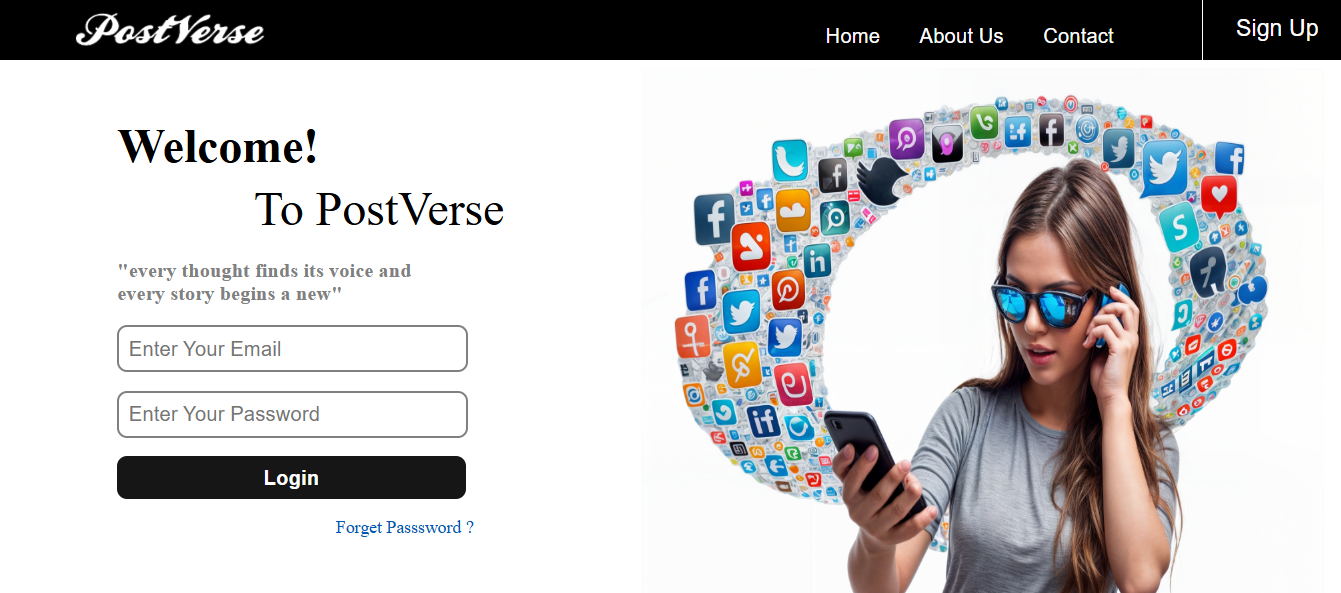 PostVerse
Home About Us Contact Sign Up
Welcome!
To PostVerse
"every thought finds its voice and
every story begins a new"
Enter Your Email
Enter Your Password
Login
Forget Passsword ?